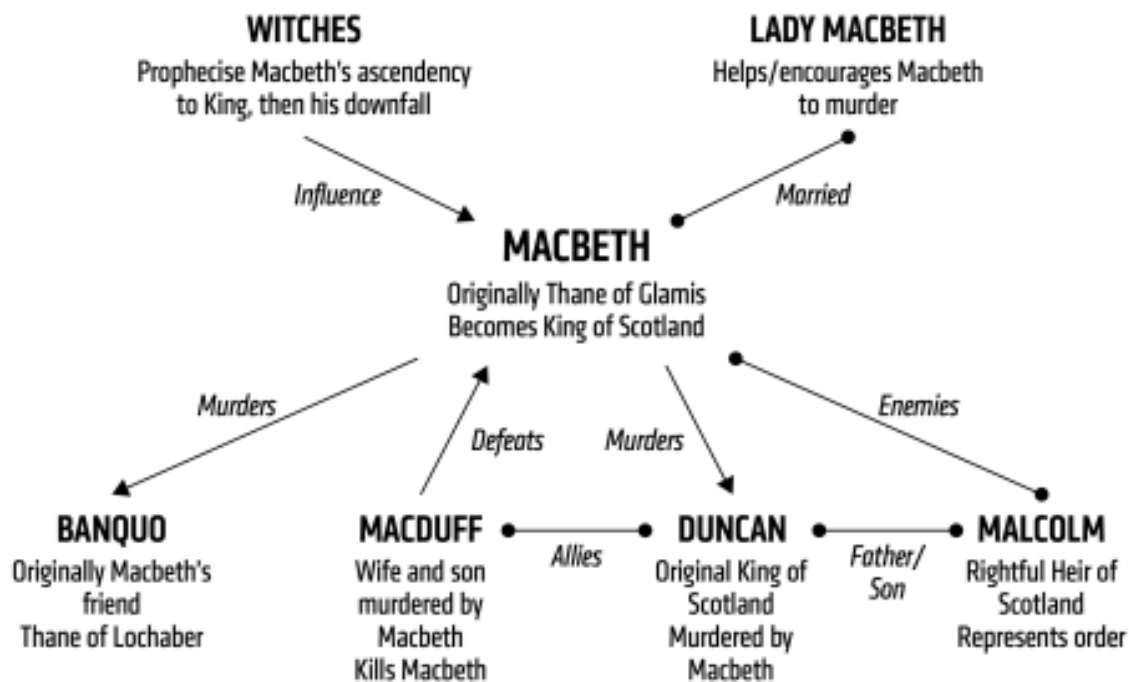 WITCHES
Prophecise Macbeth's ascendency
to King, then his downfall
LADY MACBETH
Helps/encourages Macbeth
to murder
Influence
Married
MACBETH
Originally Thane of Glamis
Becomes King of Scotland
Murders
Defeats
Murders
Enemies
BANQUO
Originally Macbeth's
friend
Thane of Lochaber
MACDUFF
Wife and son
murdered by
Macbeth
Kills Macbeth
Allies
DUNCAN
Original King of
Scotland
Murdered by
Macbeth
Father/
Son
MALCOLM
Rightful Heir of
Scotland
Represents order